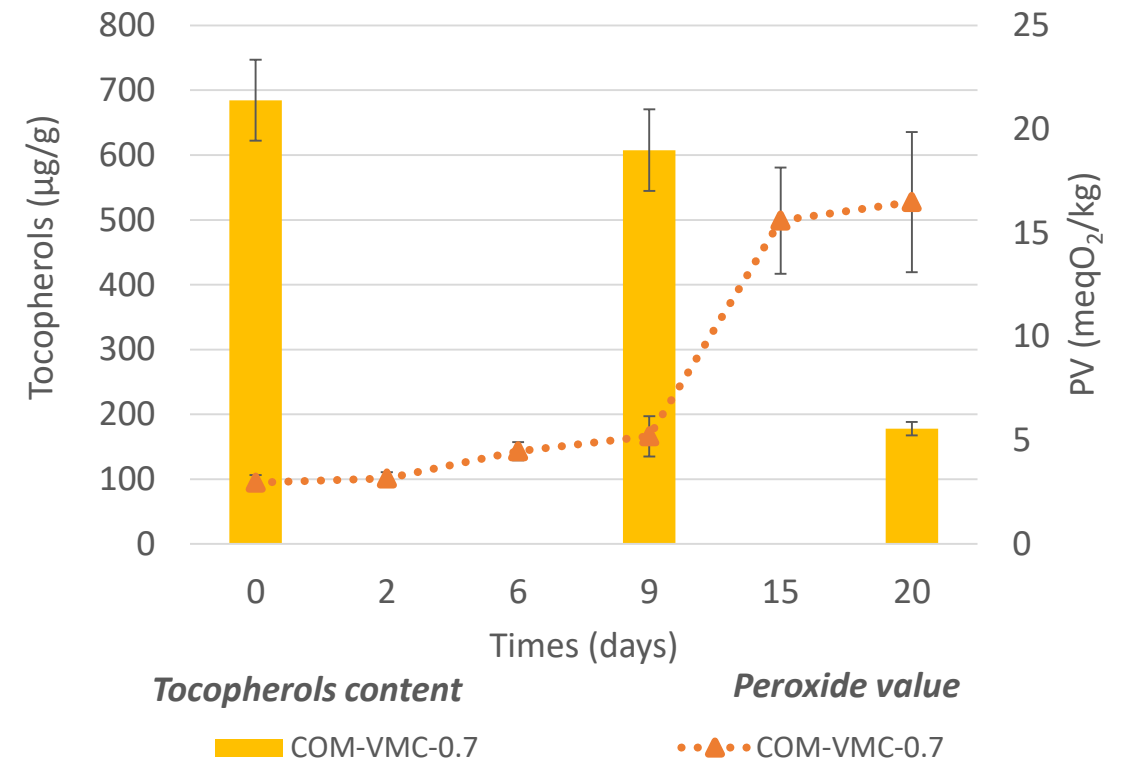 800
700
600
500
400
300
200
100
0
Tocopherols (µg/g)
25
20
15
10
5
0
PV (meqO₂/kg)
0 2 6 9 15 20
Times (days)
Tocopherols content
Peroxide value
COM-VMC-0.7
COM-VMC-0.7